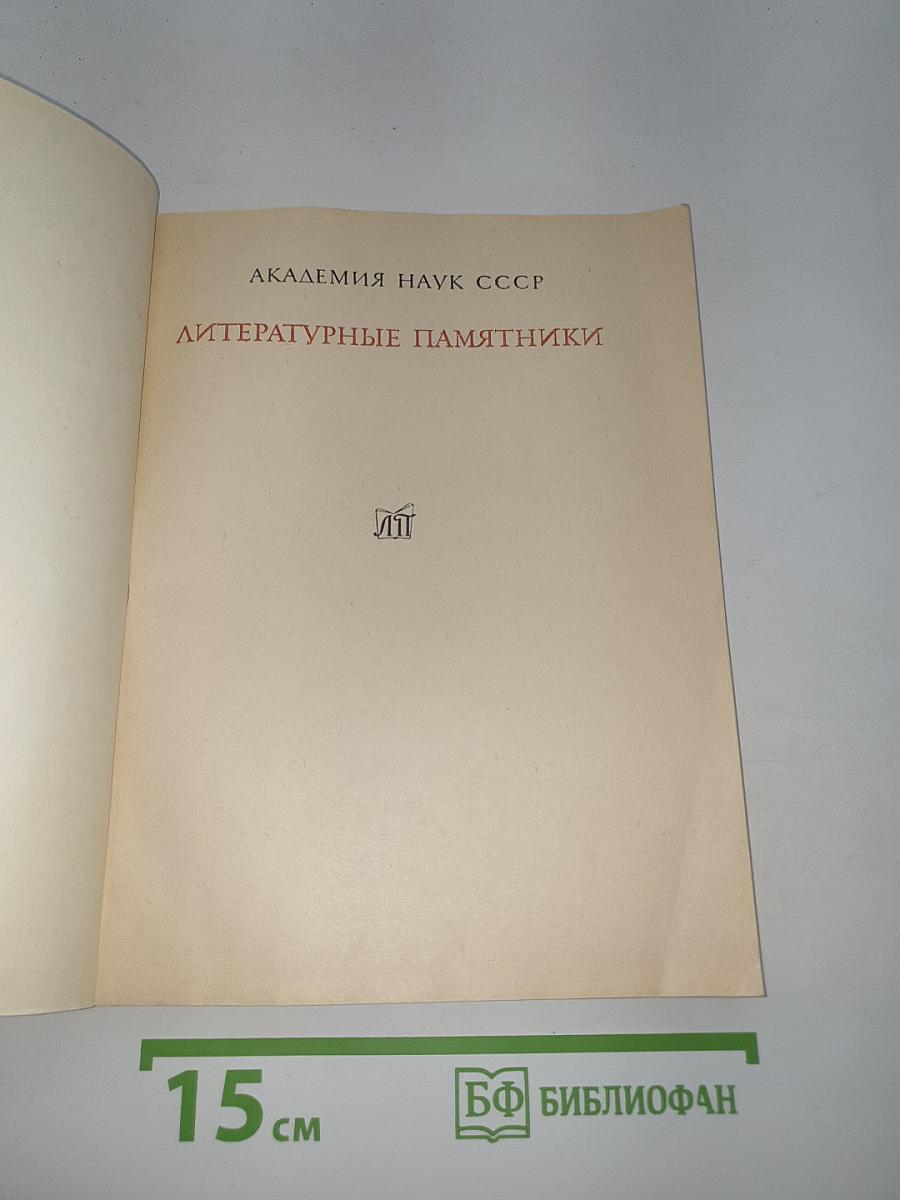 АКАДЕМИЯ НАУК СССР
ЛИТЕРАТУРНЫЕ ПАМЯТНИКИ
ЛП
15 см
БФ БИБЛИОФАН